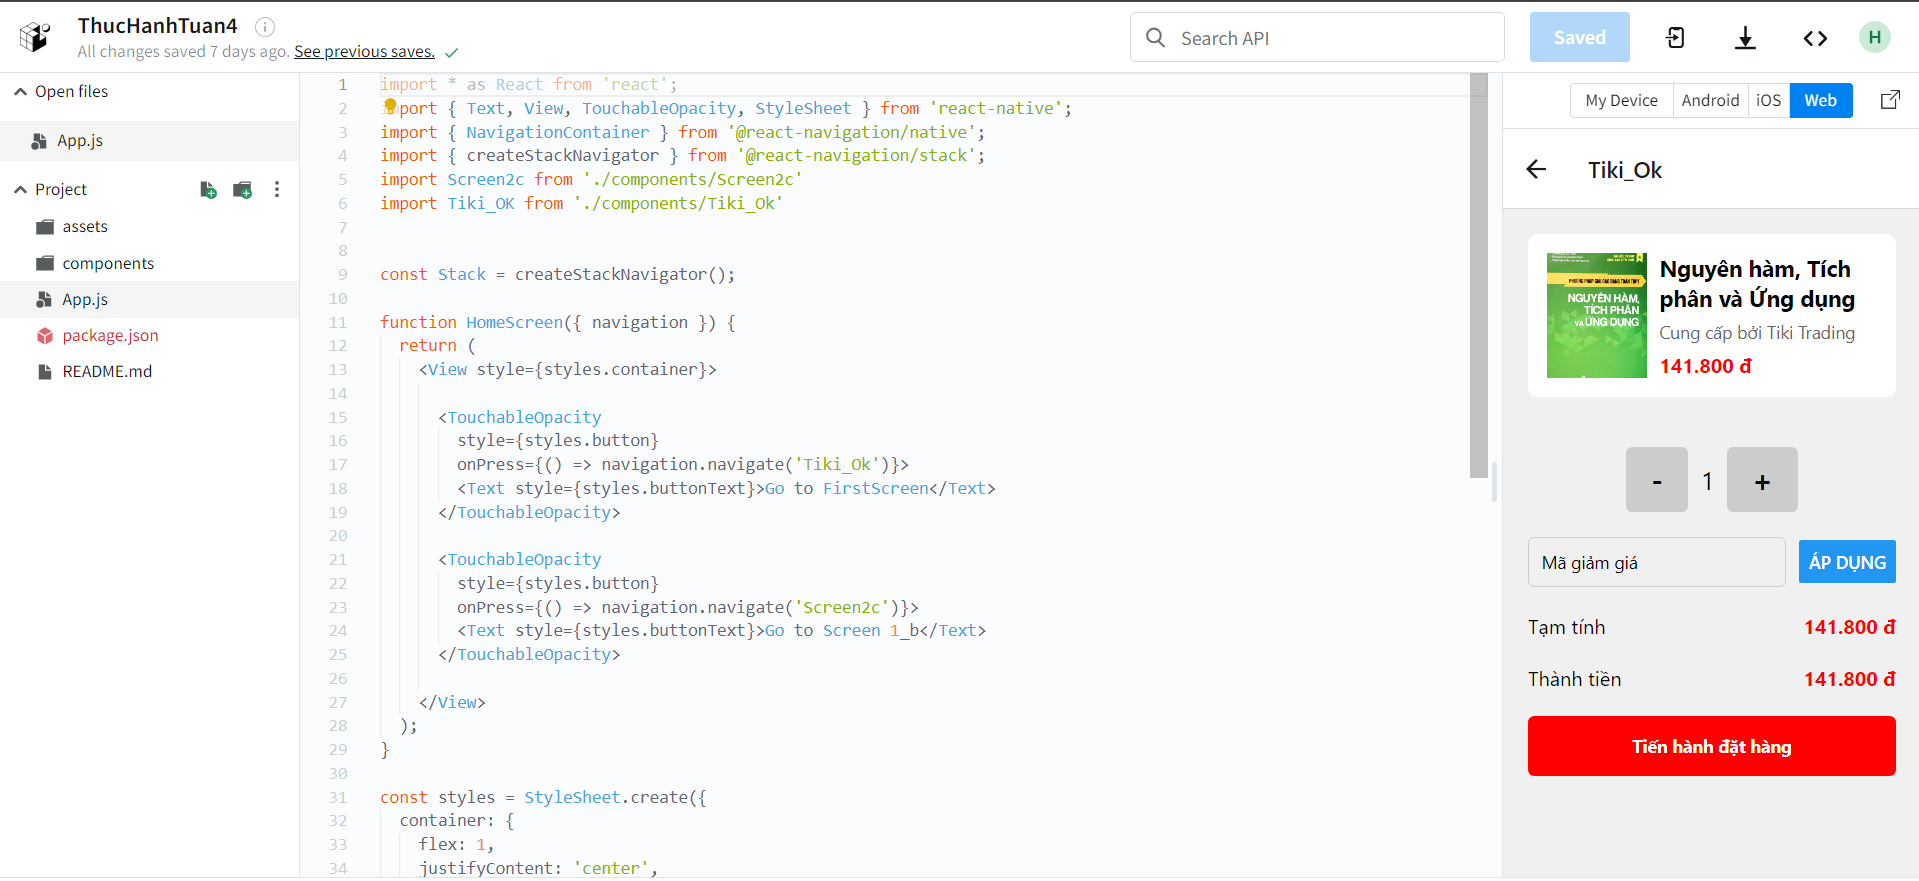 ThucHanhTuan4
All changes saved 7 days ago. See previous saves.
Search API
Saved
H
Open files
App.js
Project
assets
components
App.js
package.json
README.md
1 import * as React from 'react';
2 import { Text, View, TouchableOpacity, StyleSheet } from 'react-native';
3 import { NavigationContainer } from '@react-navigation/native';
4 import { createStackNavigator } from '@react-navigation/stack';
5 import Screen2c from './components/Screen2c'
6 import Tiki_OK from './components/Tiki_Ok'
7
8
9 const Stack = createStackNavigator();
10
11 function HomeScreen({ navigation }) {
12 return (
13 <View style={styles.container}>
14
15 <TouchableOpacity
16 style={styles.button}
17 onPress={() => navigation.navigate('Tiki_Ok')}>
18 <Text style={styles.buttonText}>Go to FirstScreen</Text>
19 </TouchableOpacity>
20
21 <TouchableOpacity
22 style={styles.button}
23 onPress={() => navigation.navigate('Screen2c')}>
24 <Text style={styles.buttonText}>Go to Screen 1_b</Text>
25 </TouchableOpacity>
26
27 </View>
28 );
29 }
30
31 const styles = StyleSheet.create({
32 container: {
33 flex: 1,
34 justifyContent: 'center',
My Device Android iOS Web
Tiki_Ok
PHƯƠNG PHÁP GIẢI CÁC DẠNG TOÁN THPT
NGUYÊN HÀM,
TÍCH PHÂN
VÀ ỨNG DỤNG
Nguyên hàm, Tích
phân và Ứng dụng
Cung cấp bởi Tiki Trading
141.800 đ
- 1 +
Mã giảm giá
ÁP DỤNG
Tạm tính 141.800 đ
Thành tiền 141.800 đ
Tiến hành đặt hàng